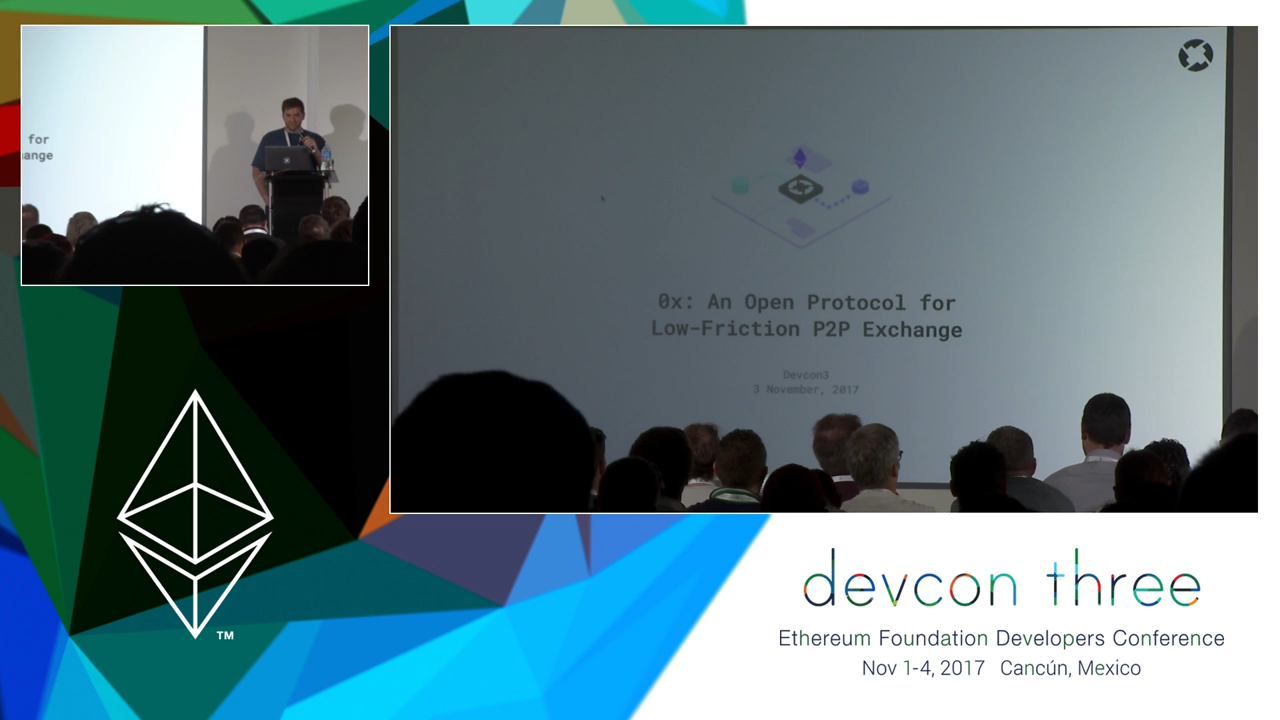 for
ange
0x: An Open Protocol for
Low-Friction P2P Exchange
Devcon3
3 November, 2017
TM
devcon three
Ethereum Foundation Developers Conference
Nov 1-4, 2017 Cancún, Mexico